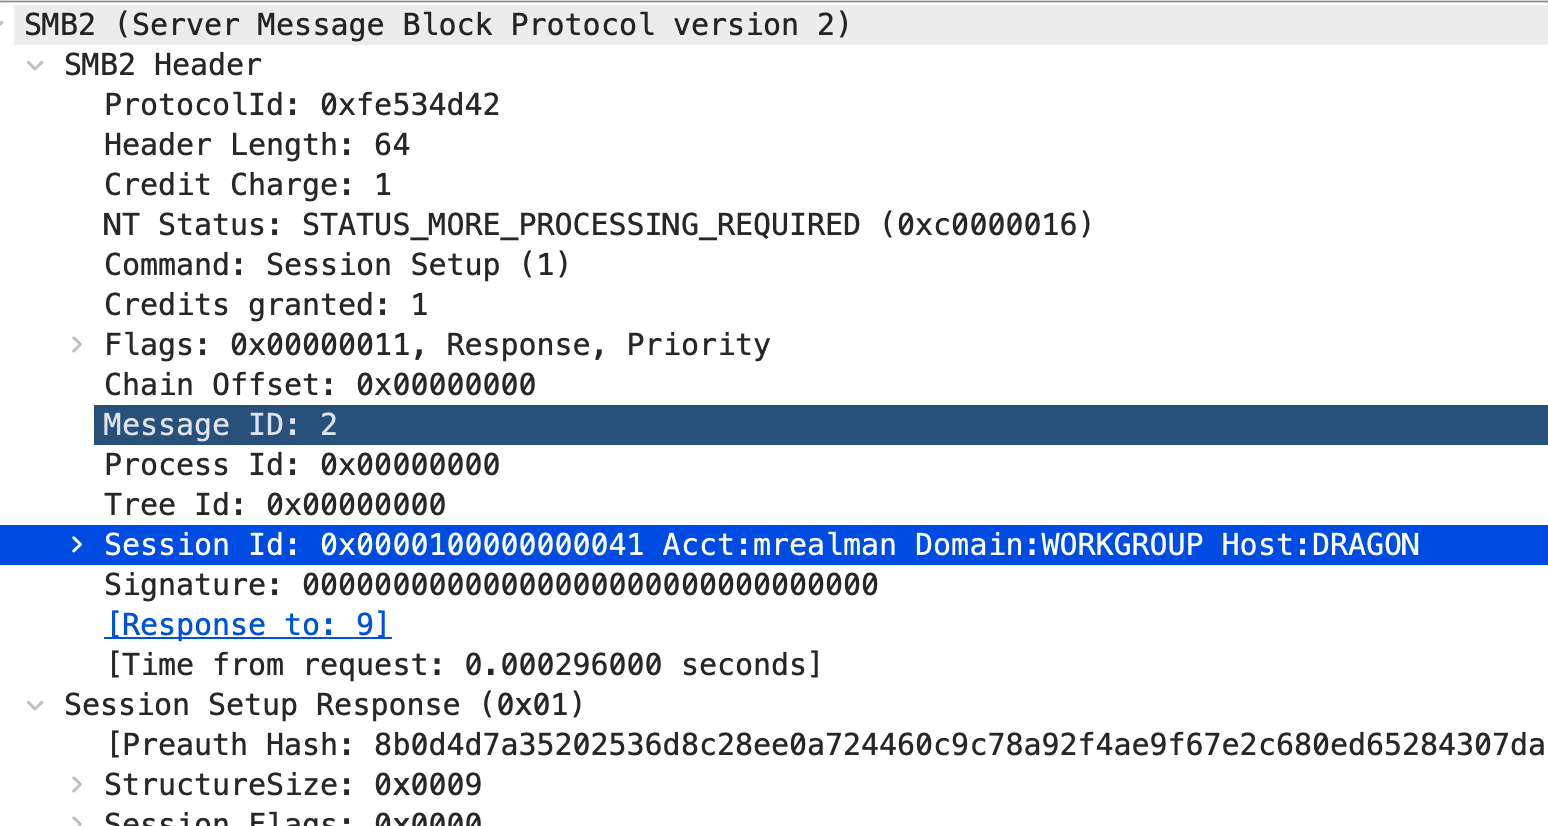 SMB2 (Server Message Block Protocol version 2)
SMB2 Header
ProtocolId: 0xfe534d42
Header Length: 64
Credit Charge: 1
NT Status: STATUS_MORE_PROCESSING_REQUIRED (0xc0000016)
Command: Session Setup (1)
Credits granted: 1
Flags: 0x00000011, Response, Priority
Chain Offset: 0x00000000
Message ID: 2
Process Id: 0x00000000
Tree Id: 0x00000000
Session Id: 0x0000100000000041 Acct:mrealman Domain:WORKGROUP Host:DRAGON
Signature: 00000000000000000000000000000000
[Response to: 9]
[Time from request: 0.000296000 seconds]
Session Setup Response (0x01)
[Preauth Hash: 8b0d4d7a35202536d8c28ee0a724460c9c78a92f4ae9f67e2c680ed65284307da
StructureSize: 0x0009
Session Flags: 0x0000